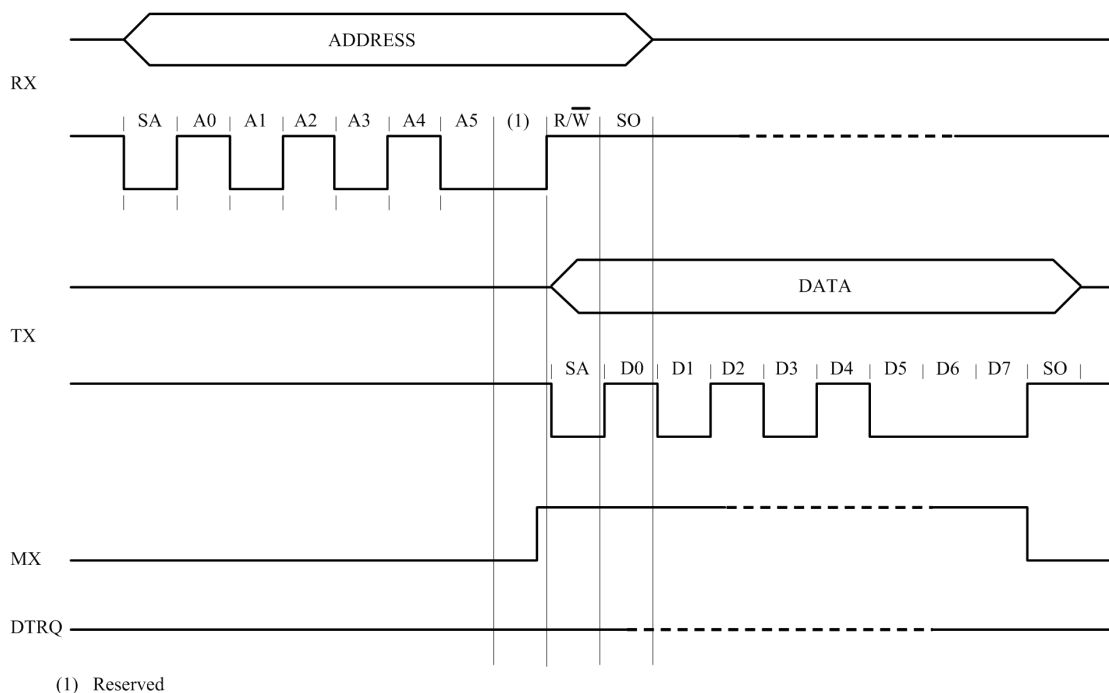 ADDRESS
RX
SA A0 A1 A2 A3 A4 A5 (1) R/W̅ SO
DATA
TX
SA D0 D1 D2 D3 D4 D5 D6 D7 SO
MX
DTRQ
(1) Reserved